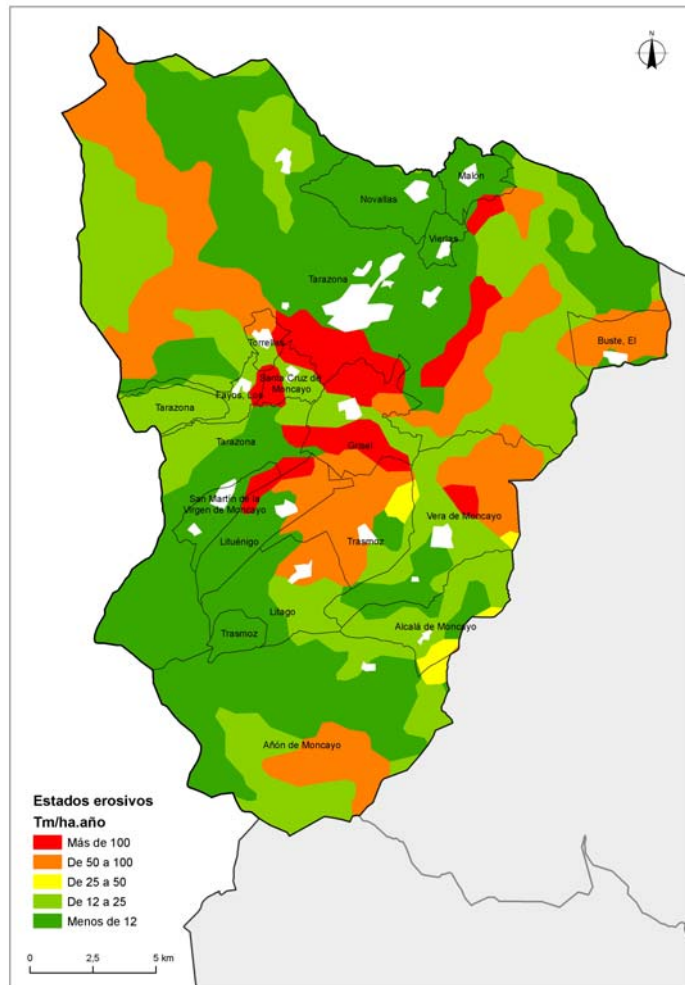 N
Malón
Novallas
Vierlas
Tarazona
Buste, El
Torrellas
Santa Cruz de
Moncayo
Fayos, Los
Tarazona
Tarazona
Grisel
San Martín de la
Virgen de Moncayo
Vera de Moncayo
Lituénigo
Trasmoz
Litago
Trasmoz
Alcalá de Moncayo
Añón de Moncayo
Estados erosivos
Tm/ha.año
Más de 100
De 50 a 100
De 25 a 50
De 12 a 25
Menos de 12
0 2,5 5 km